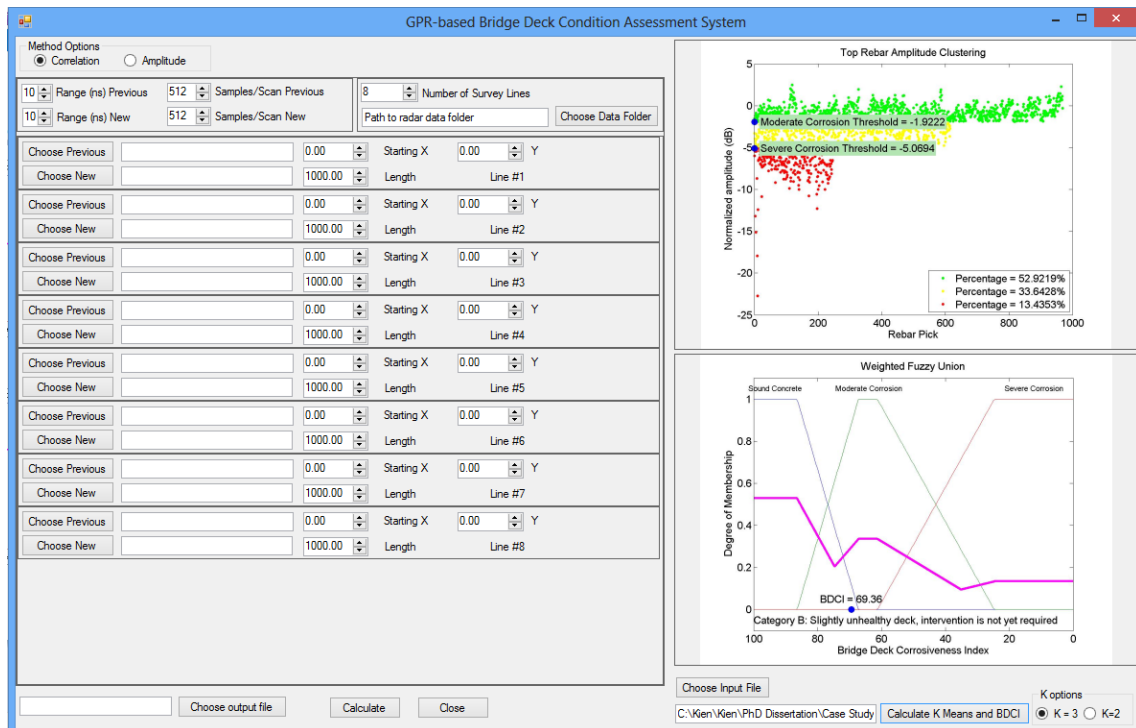 GPR-based Bridge Deck Condition Assessment System
Method Options
Correlation Amplitude
10 Range (ns) Previous 512 Samples/Scan Previous
10 Range (ns) New 512 Samples/Scan New
8 Number of Survey Lines
Path to radar data folder Choose Data Folder
Choose Previous 0.00 Starting X 0.00 Y
Choose New 1000.00 Length Line #1
Choose Previous 0.00 Starting X 0.00 Y
Choose New 1000.00 Length Line #2
Choose Previous 0.00 Starting X 0.00 Y
Choose New 1000.00 Length Line #3
Choose Previous 0.00 Starting X 0.00 Y
Choose New 1000.00 Length Line #4
Choose Previous 0.00 Starting X 0.00 Y
Choose New 1000.00 Length Line #5
Choose Previous 0.00 Starting X 0.00 Y
Choose New 1000.00 Length Line #6
Choose Previous 0.00 Starting X 0.00 Y
Choose New 1000.00 Length Line #7
Choose Previous 0.00 Starting X 0.00 Y
Choose New 1000.00 Length Line #8
Choose output file Calculate Close
Top Rebar Amplitude Clustering
Normalized amplitude (dB)
5
0
-5
-10
-15
-20
-25
Moderate Corrosion Threshold = -1.9222
Severe Corrosion Threshold = -5.0694
Percentage = 52.9219%
Percentage = 33.6428%
Percentage = 13.4353%
0 200 400 600 800 1000
Rebar Pick
Weighted Fuzzy Union
Sound Concrete Moderate Corrosion Severe Corrosion
Degree of Membership
1
0.8
0.6
0.4
0.2
0
BDCI = 69.36
Category B: Slightly unhealthy deck, intervention is not yet required
100 80 60 40 20 0
Bridge Deck Corrosiveness Index
Choose Input File
C:\Kien\Kien\PhD Dissertation\Case Study Calculate K Means and BDCI
K options
K = 3 K=2